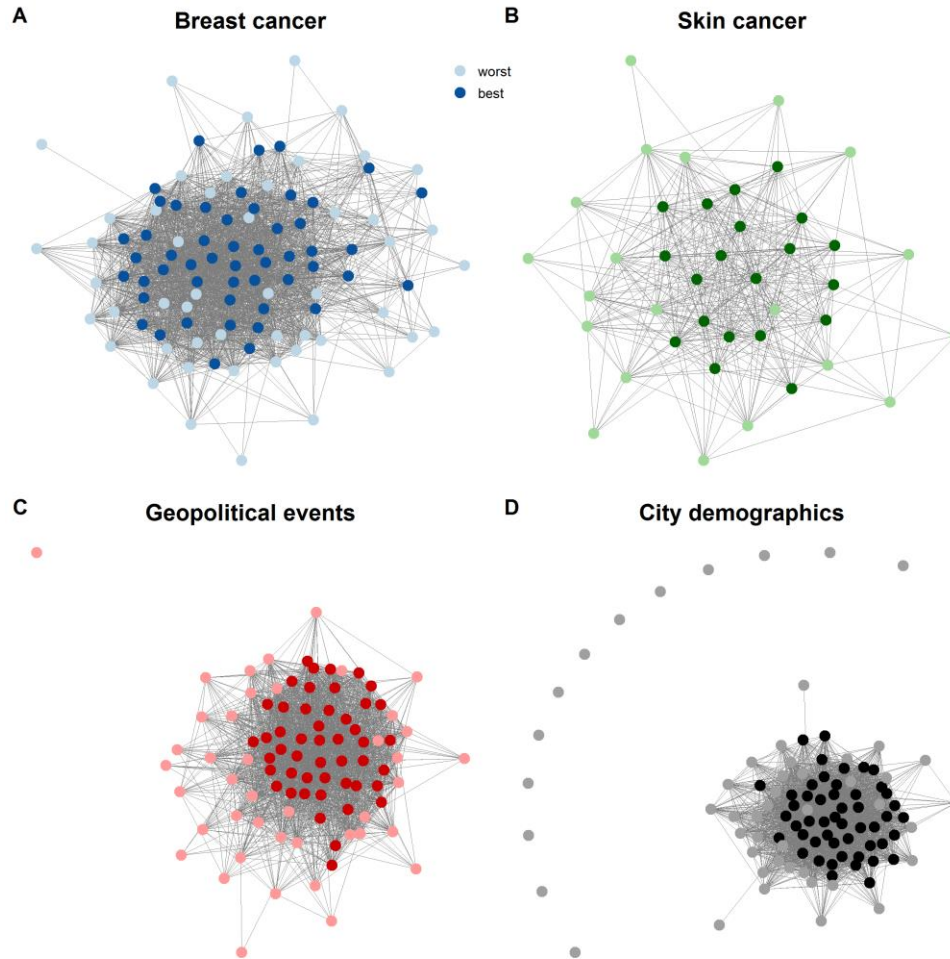 A
Breast cancer
worst
best
B
Skin cancer
C
Geopolitical events
D
City demographics